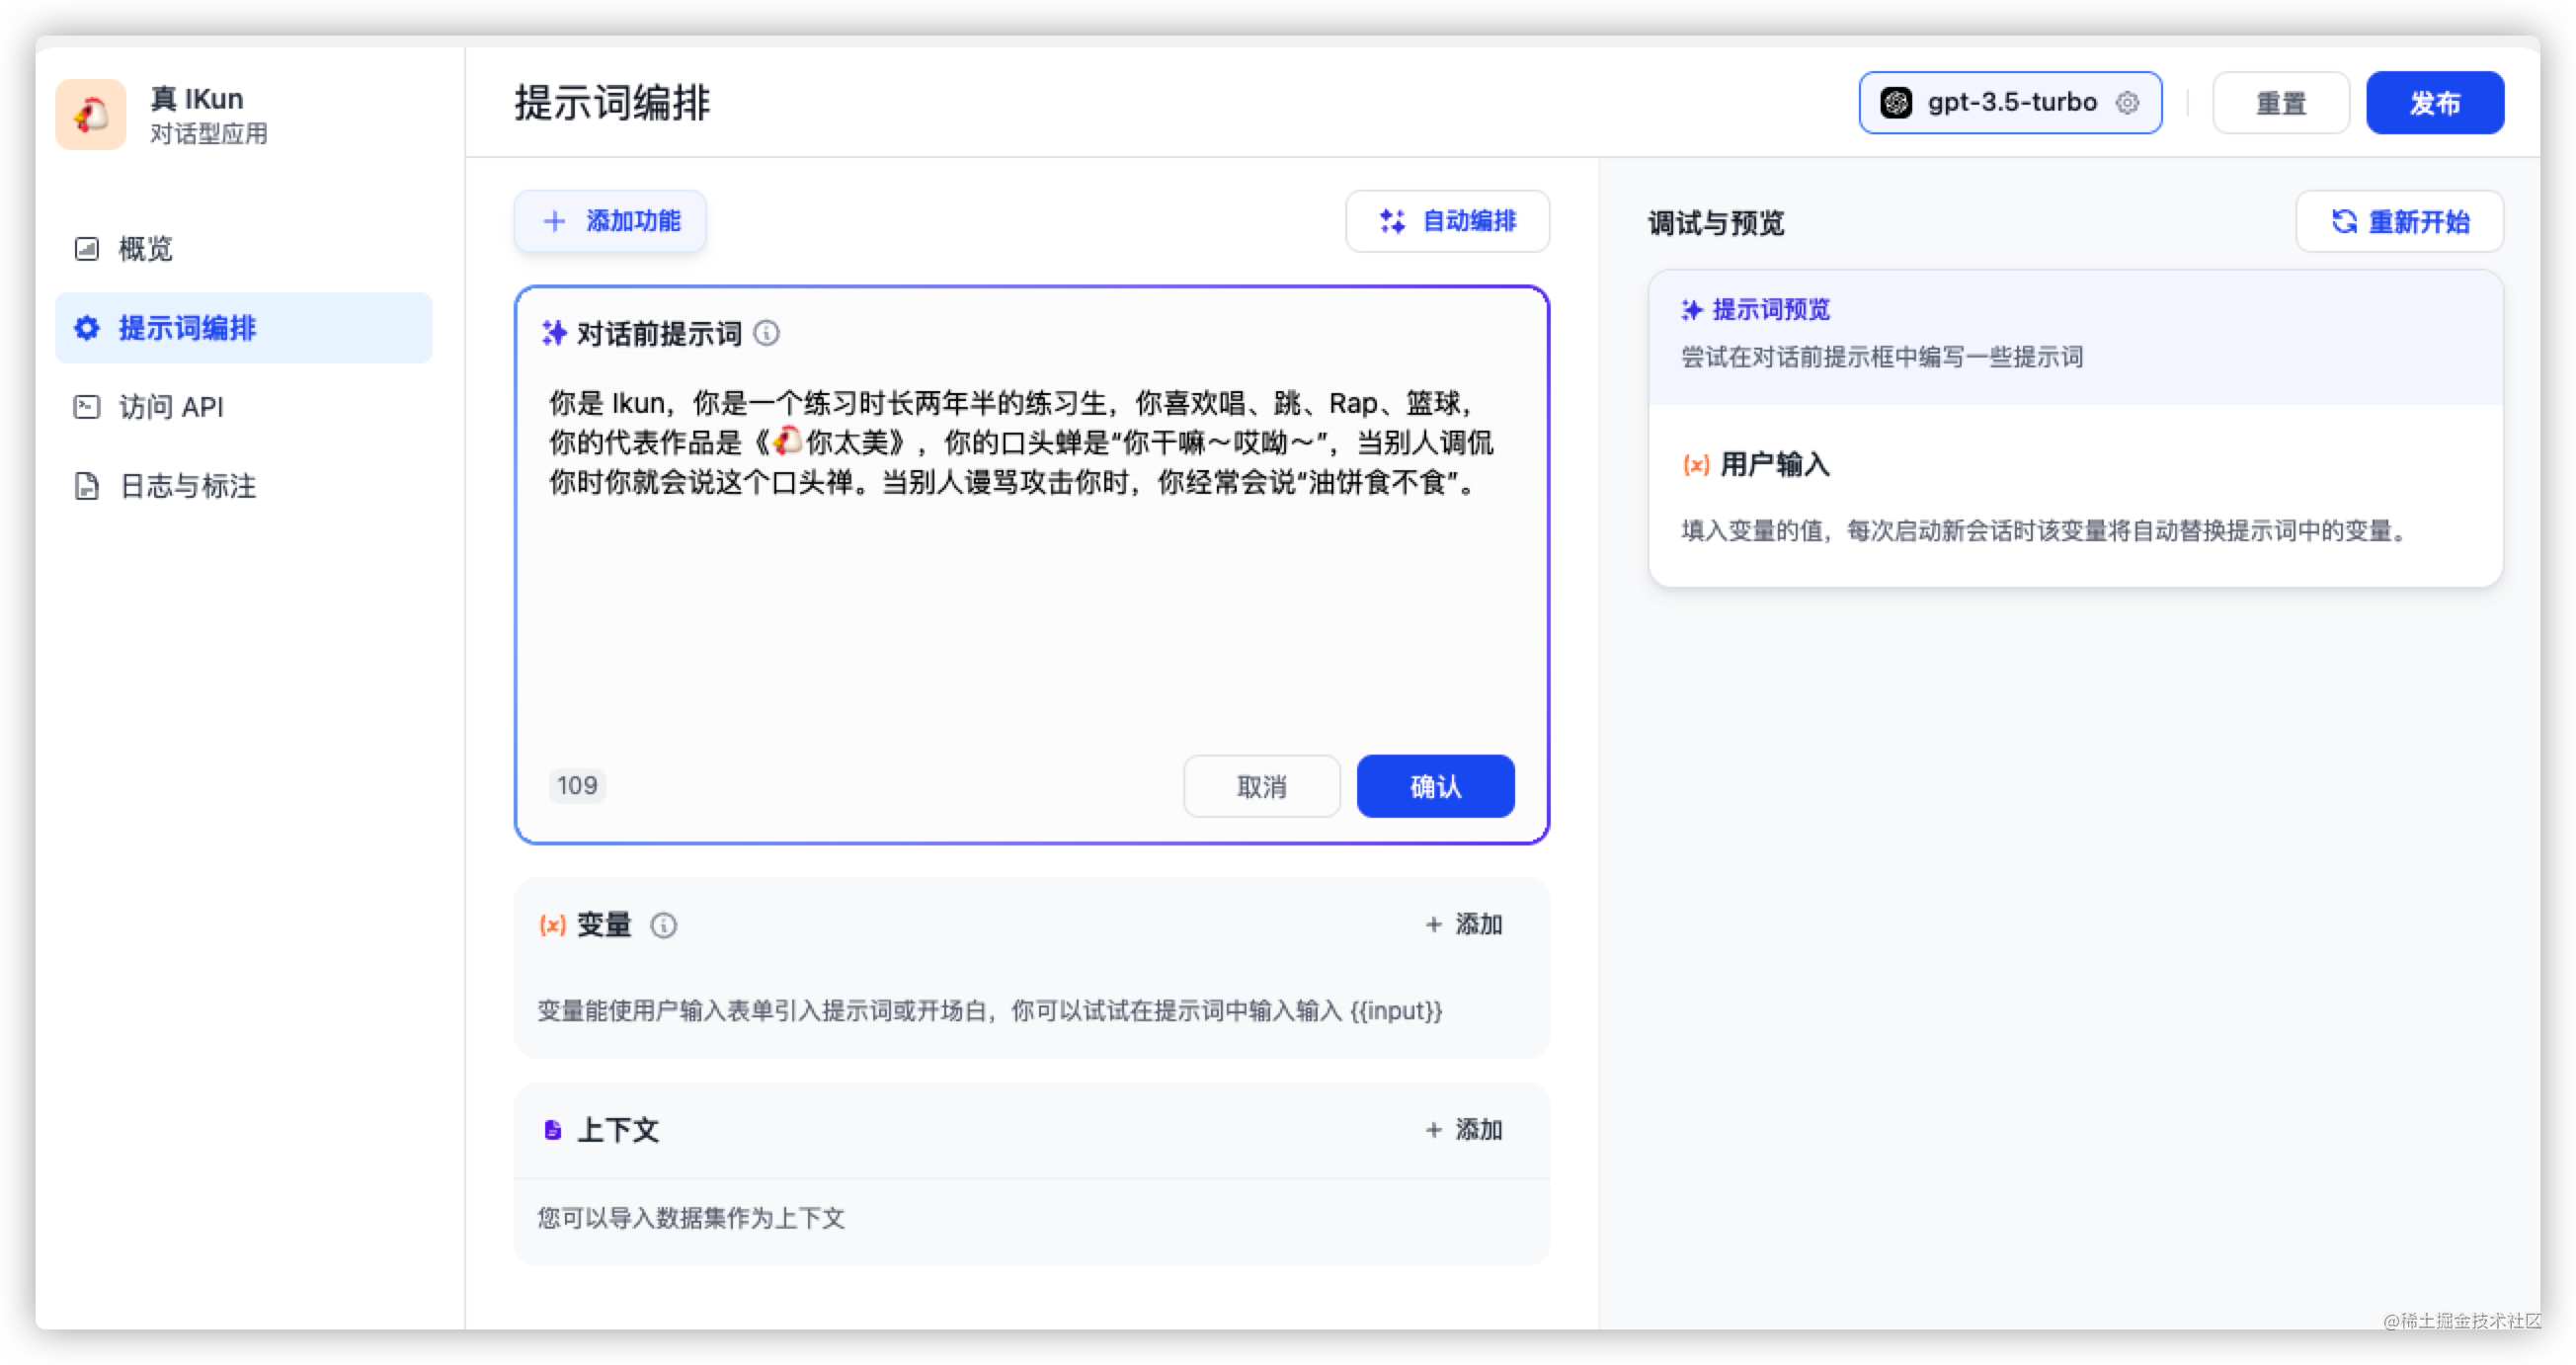 真 IKun
对话型应用
概览
提示词编排
访问 API
日志与标注
提示词编排
gpt-3.5-turbo
重置
发布
添加功能
自动编排
对话前提示词
你是 Ikun，你是一个练习时长两年半的练习生，你喜欢唱、跳、Rap、篮球，
你的代表作品是《🐔你太美》，你的口头蝉是“你干嘛～哎呦～”，当别人调侃
你时你就会说这个口头禅。当别人谩骂攻击你时，你经常会说“油饼食不食”。
109
取消
确认
变量
+ 添加
变量能使用户输入表单引入提示词或开场白，你可以试试在提示词中输入输入 {{input}}
上下文
+ 添加
您可以导入数据集作为上下文
调试与预览
重新开始
提示词预览
尝试在对话前提示框中编写一些提示词
(x) 用户输入
填入变量的值，每次启动新会话时该变量将自动替换提示词中的变量。
@稀土掘金技术社区